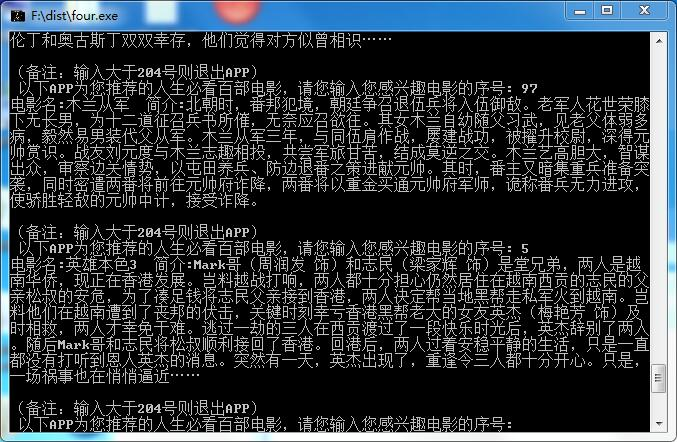 F:\dist\four.exe
伦丁和奥古斯丁双双幸存，他们觉得对方似曾相识……
（备注：输入大于204号则退出APP）
以下APP为您推荐的人生必看百部电影，请您输入您感兴趣电影的序号：97
电影名：木兰从军 简介：北朝时，番邦犯境，朝廷争召退伍兵将入伍御敌。老军人花世荣膝
下无长男，为十二道征召兵书所催，无奈应召欲往。其女木兰自幼随父习武，见老父体弱多
病，毅然易男装代父从军。木兰从军三年，与同伍肩作战，屡建战功，被擢升校尉，深得元
帅赏识。战友刘元度与木兰志趣相投，共尝军旅甘苦，结成莫逆之交。木兰艺高胆大，智谋
出众，审察边关情势，以屯田养兵、防边退番之策进献元帅。其时，番王又暗集重兵准备突
袭，同时密遣两番将前往元帅府诈降，两番将以重金买通元帅府军师，诡称番兵无力进攻，
使骄胜轻敌的元帅中计，接受诈降。
（备注：输入大于204号则退出APP）
以下APP为您推荐的人生必看百部电影，请您输入您感兴趣电影的序号：5
电影名：英雄本色3 简介：Mark哥（周润发 饰）和志民（梁家辉 饰）是堂兄弟，两人是越
南华侨，现正在香港发展。岂料越战打响，两人都十分担心仍然居住在越南西贡的志民的父
亲松叔的安危，为了凑足钱将志民父亲接到香港，两人决定帮当地黑帮走私军火到越南。岂
料他们在越南遭到了丧邦的伏击，关键时刻幸亏香港黑帮老大的女友英杰（梅艳芳 饰）及
时相救，两人才幸免于难。逃过一劫的三人在西贡渡过了一段快乐时光后，英杰辞别了两人
。随后Mark哥和志民将松叔顺利接回了香港。回港后，两人过着安稳平静的生活，只是一直
都没有打听到恩人英杰的消息。突然有一天，英杰出现了，重逢令三人都十分开心。只是，
一场祸事也在悄悄逼近……
（备注：输入大于204号则退出APP）
以下APP为您推荐的人生必看百部电影，请您输入您感兴趣电影的序号：